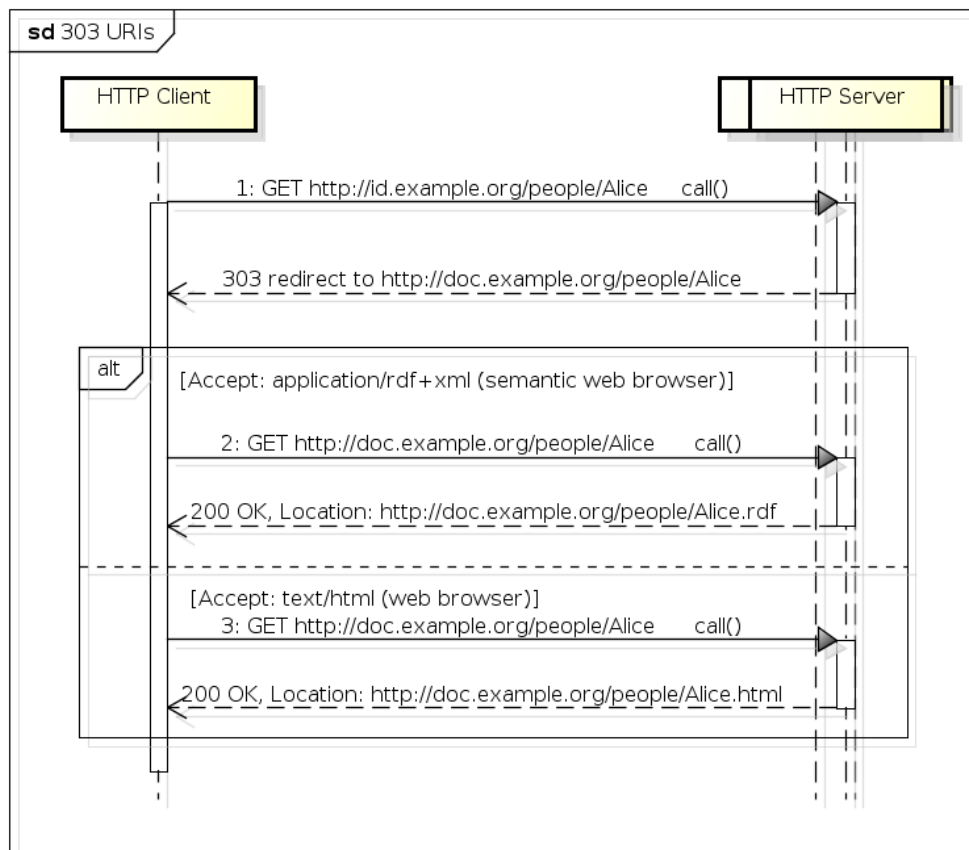 sd 303 URIs
HTTP Client
HTTP Server
1: GET http://id.example.org/people/Alice call()
303 redirect to http://doc.example.org/people/Alice
alt
[Accept: application/rdf+xml (semantic web browser)]
2: GET http://doc.example.org/people/Alice call()
200 OK, Location: http://doc.example.org/people/Alice.rdf
[Accept: text/html (web browser)]
3: GET http://doc.example.org/people/Alice call()
200 OK, Location: http://doc.example.org/people/Alice.html